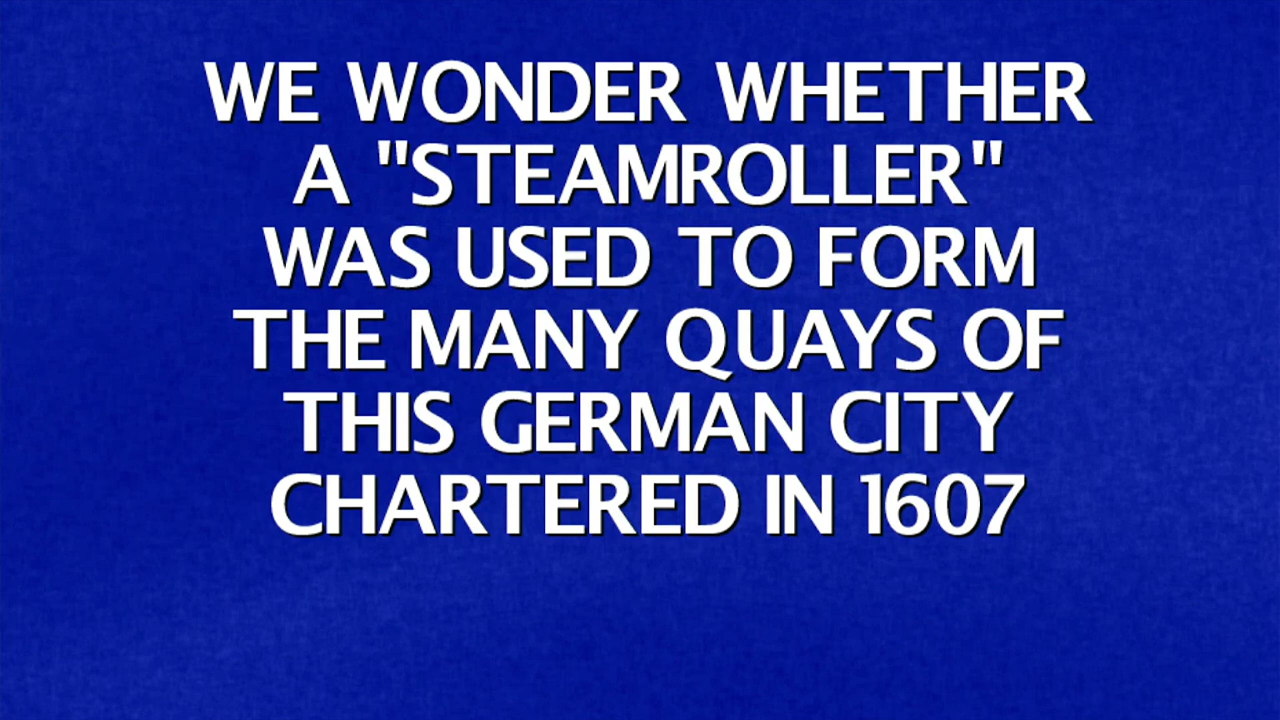 WE WONDER WHETHER
A "STEAMROLLER"
WAS USED TO FORM
THE MANY QUAYS OF
THIS GERMAN CITY
CHARTERED IN 1607